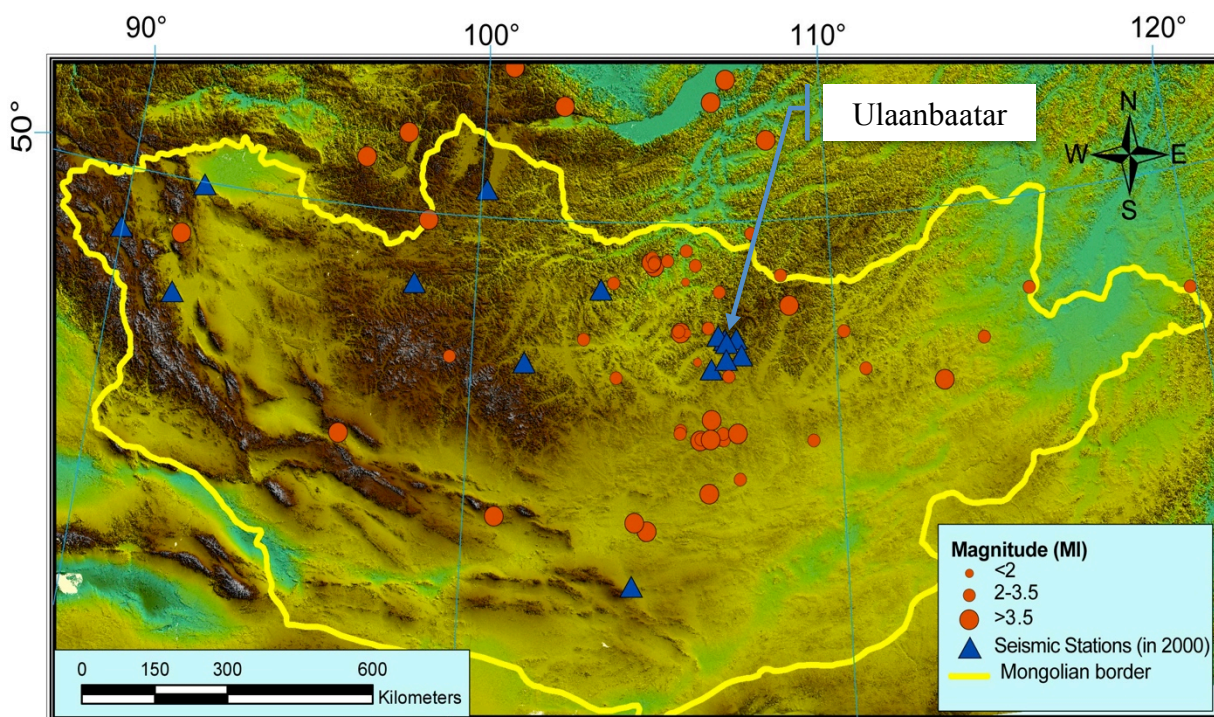 90°
100°
110°
120°
50°
Ulaanbaatar
N
W E
S
Magnitude (Ml)
<2
2-3.5
>3.5
Seismic Stations (in 2000)
Mongolian border
0 150 300 600
Kilometers